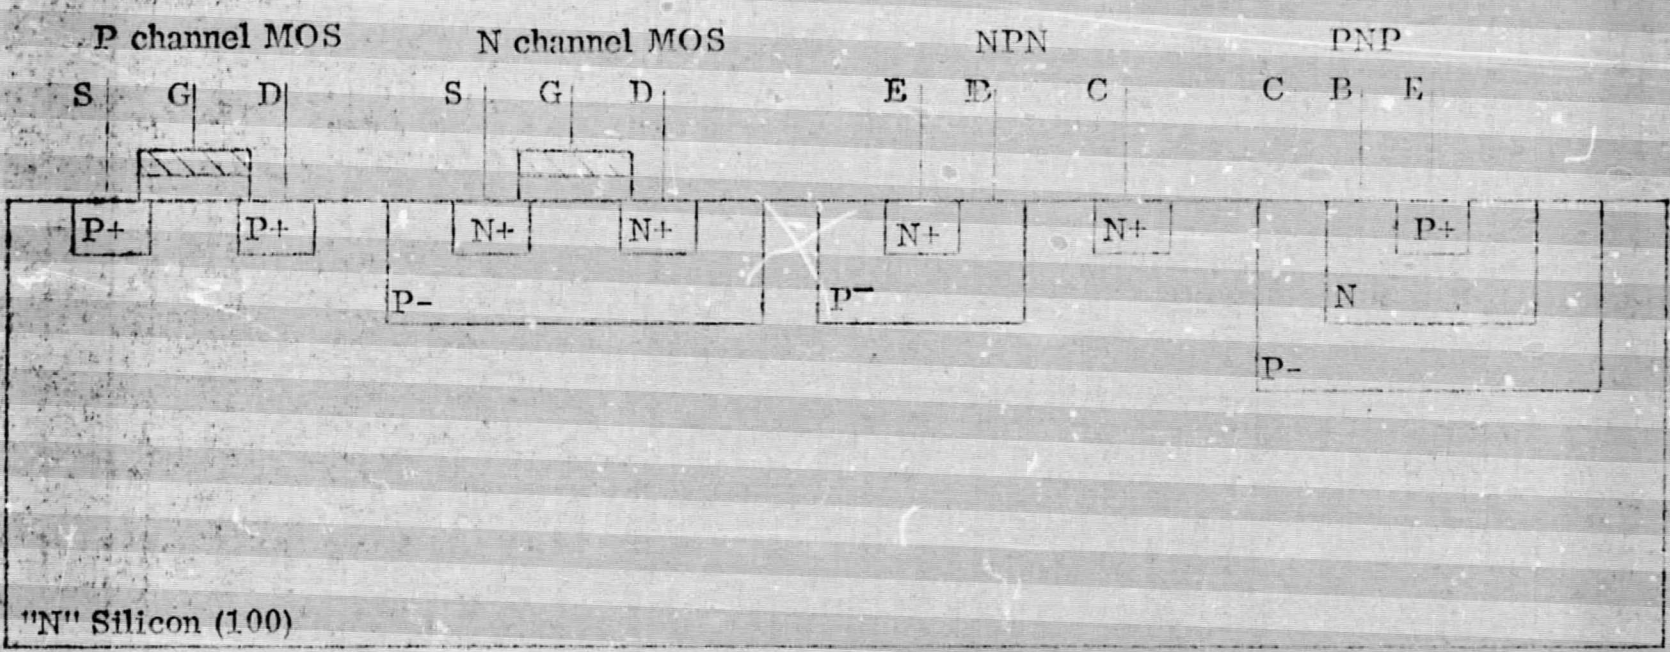 P channel MOS N channel MOS NPN PNP
S G D S G D E B C C B E
P+ P+ N+ N+ N+ N+ P+
P- P- N
P-
"N" Silicon (100)